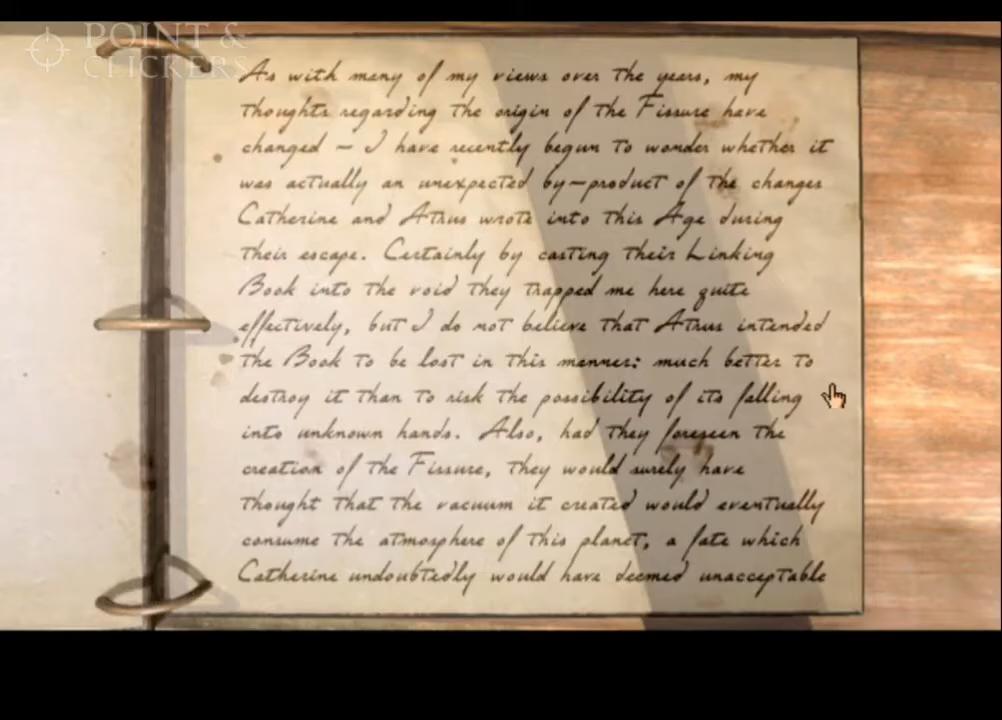 POINT &
CLICKERS
As with many of my views over the years, my
thoughts regarding the origin of the Fissure have
changed — I have recently begun to wonder whether it
was actually an unexpected by-product of the changes
Catherine and Atrus wrote into this Age during
their escape. Certainly by casting their Linking
Book into the void they trapped me here quite
effectively, but I do not believe that Atrus intended
the Book to be lost in this manner: much better to
destroy it than to risk the possibility of its falling
into unknown hands. Also, had they foreseen the
creation of the Fissure, they would surely have
thought that the vacuum it created would eventually
consume the atmosphere of this planet, a fate which
Catherine undoubtedly would have deemed unacceptable